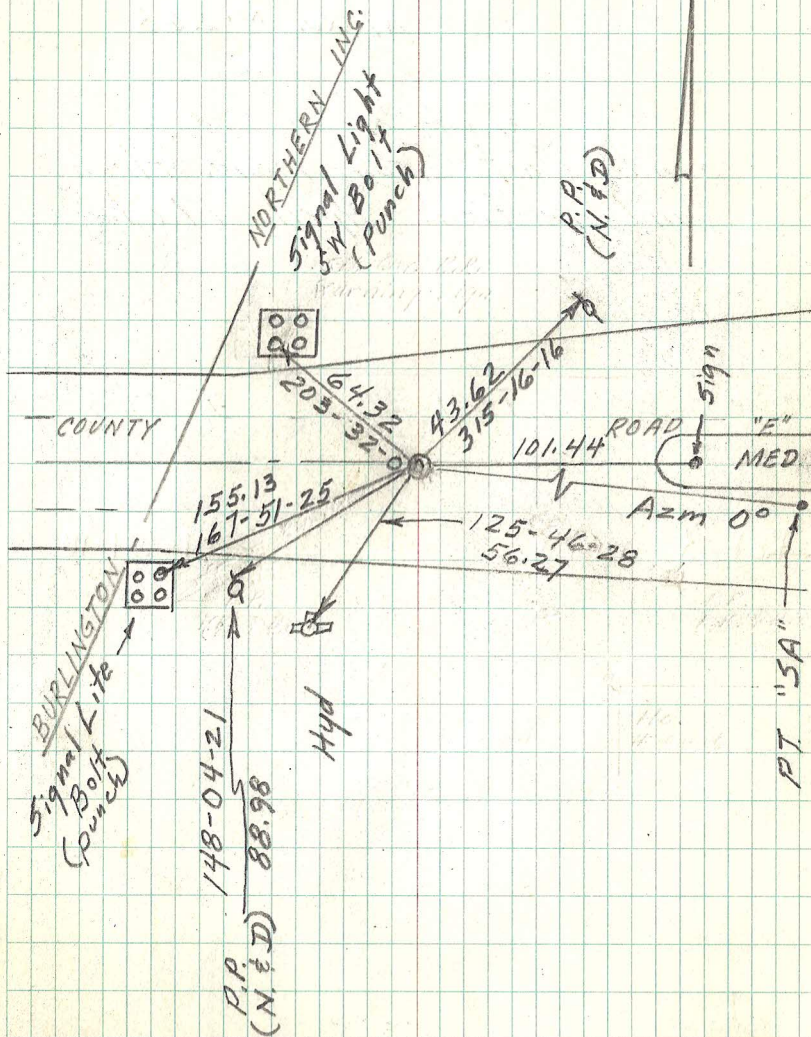 NORTHERN ING.
Signal Light
SW Bolt
(Punch)
P.P.
(N. & D)
64.32
203-32-0
43.62
315-16-16
Sign
COUNTY
ROAD "E"
101.44
MED
155.13
167-51-25
Azm 0°
125-46-28
56.27
BURLINGTON
Signal Lite
Bolt
(punch)
Hyd
PT. "5A"
148-04-21
88.98
P.P.
(N. & D)